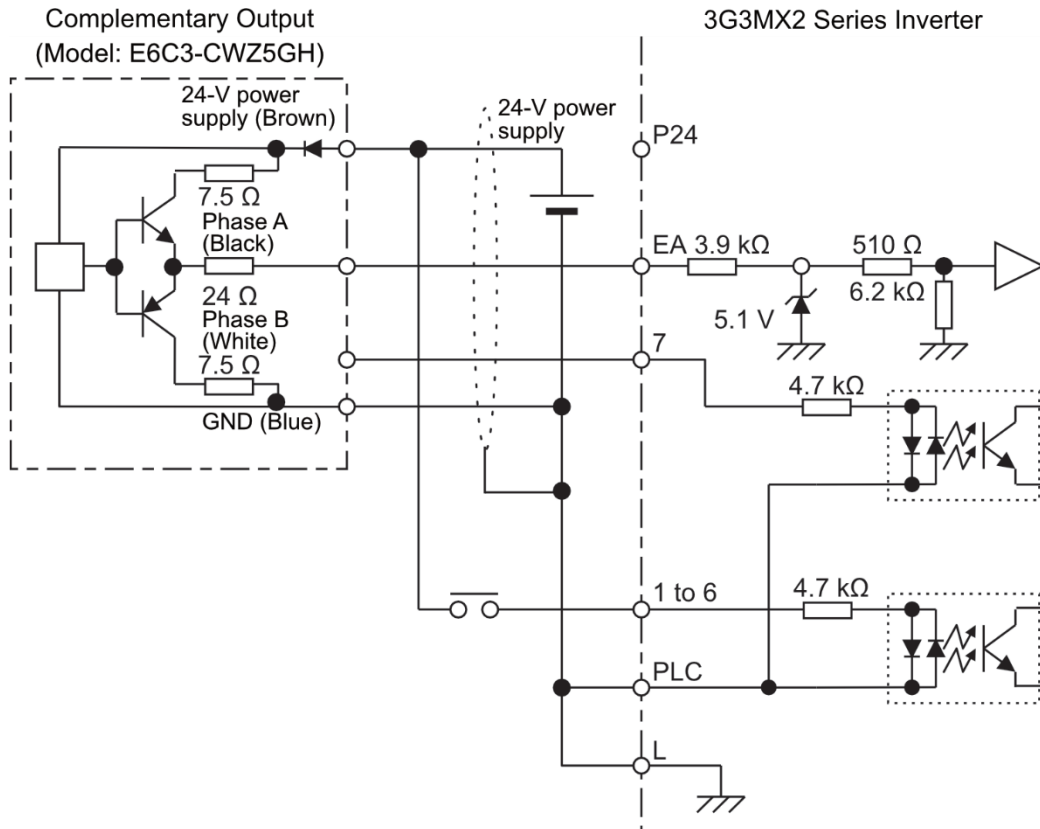 Complementary Output
(Model: E6C3-CWZ5GH)
3G3MX2 Series Inverter
24-V power
supply (Brown)
24-V power
supply
P24
7.5 Ω
Phase A
(Black)
EA 3.9 kΩ
510 Ω
6.2 kΩ
5.1 V
24 Ω
Phase B
(White)
7.5 Ω
7
4.7 kΩ
GND (Blue)
1 to 6
4.7 kΩ
PLC
L